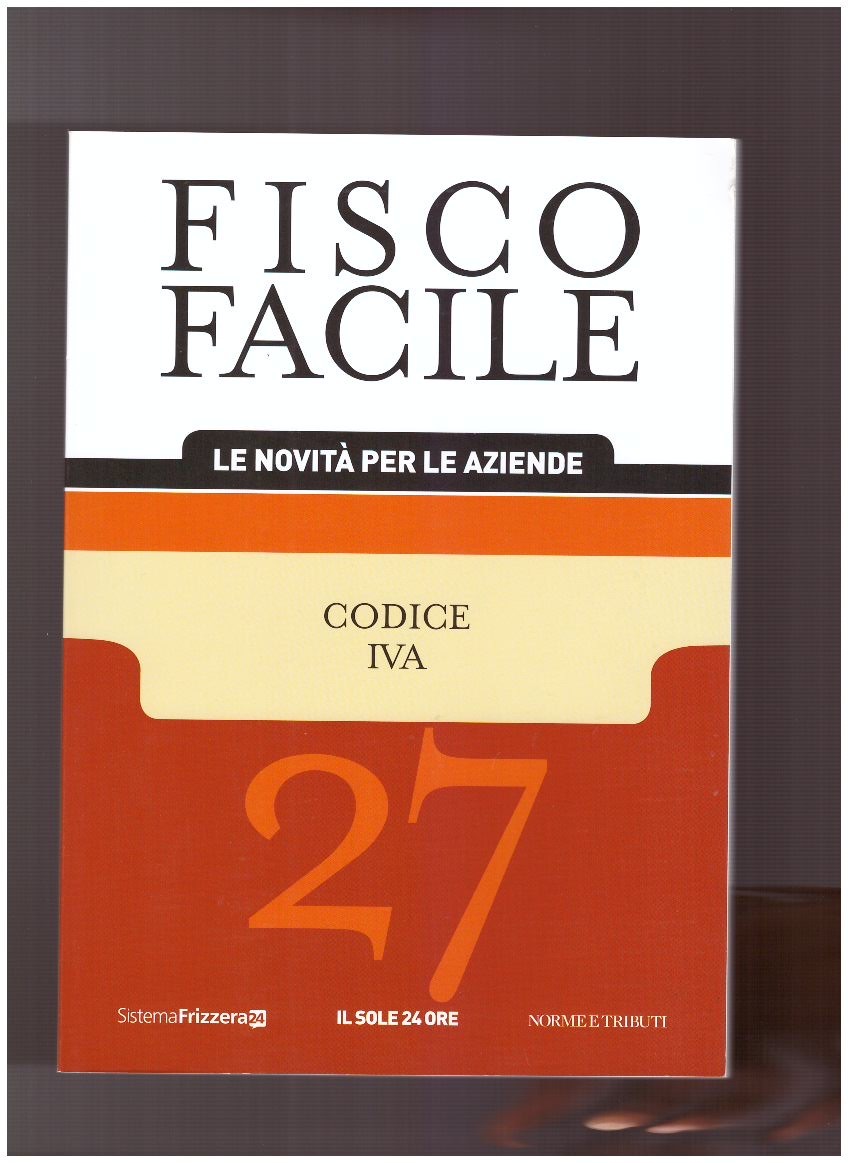 FISCO
FACILE
LE NOVITÀ PER LE AZIENDE
CODICE
IVA
27
SistemaFrizzera24
IL SOLE 24 ORE
NORME E TRIBUTI